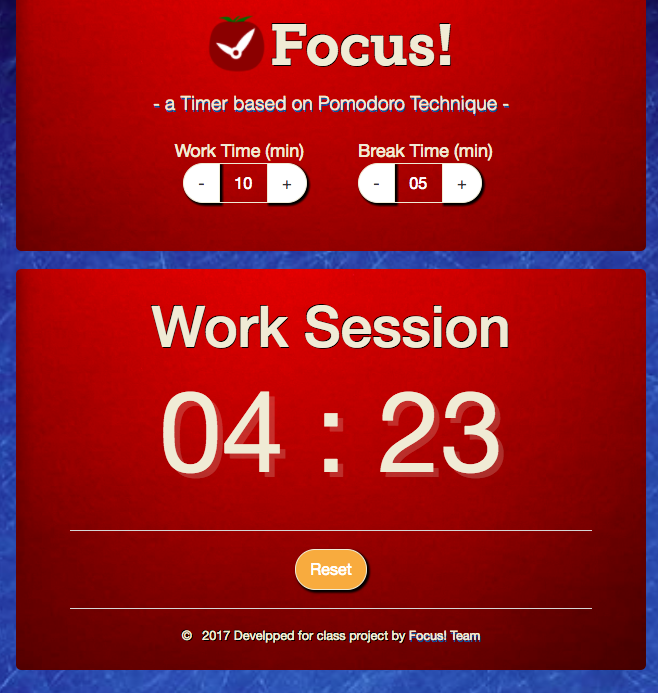 Focus!
- a Timer based on Pomodoro Technique -
Work Time (min) Break Time (min)
- 10 + - 05 +
Work Session
04 : 23
Reset
© 2017 Develpped for class project by Focus! Team